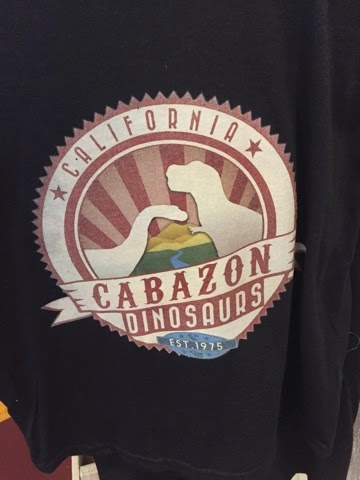 CALIFORNIA
CABAZON
DINOSAURS
EST. 1975